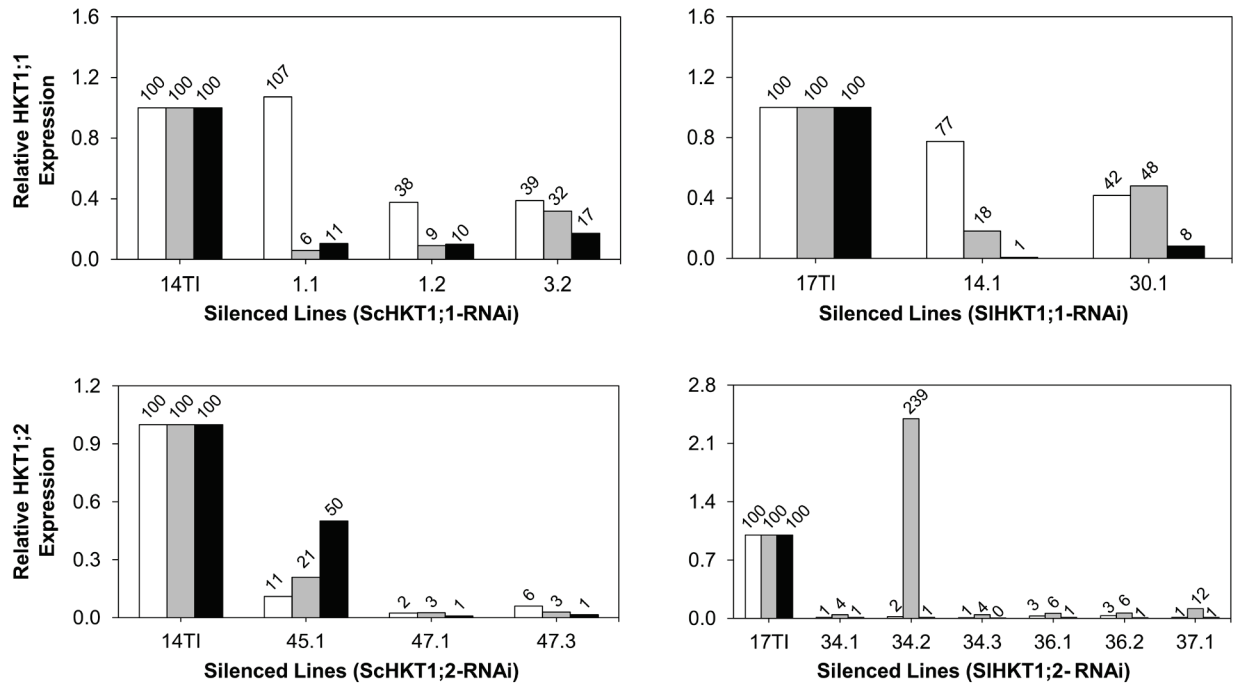 Relative HKT1;1
Expression
1.6
1.2
0.8
0.4
0.0
100 100 100
107
6
11
38
9
10
39
32
17
14TI 1.1 1.2 3.2
Silenced Lines (ScHKT1;1-RNAi)
1.6
1.2
0.8
0.4
0.0
100 100 100
77
18
1
42
48
8
17TI 14.1 30.1
Silenced Lines (SlHKT1;1-RNAi)
Relative HKT1;2
Expression
1.2
0.9
0.6
0.3
0.0
100 100 100
11
21
50
2
3
1
6
3
1
14TI 45.1 47.1 47.3
Silenced Lines (ScHKT1;2-RNAi)
2.8
2.1
1.4
0.7
0.0
100 100 100
1 4 1
2 239 1
1 4 0
3 6 1
3 6 1
1 12 1
17TI 34.1 34.2 34.3 36.1 36.2 37.1
Silenced Lines (SlHKT1;2- RNAi)